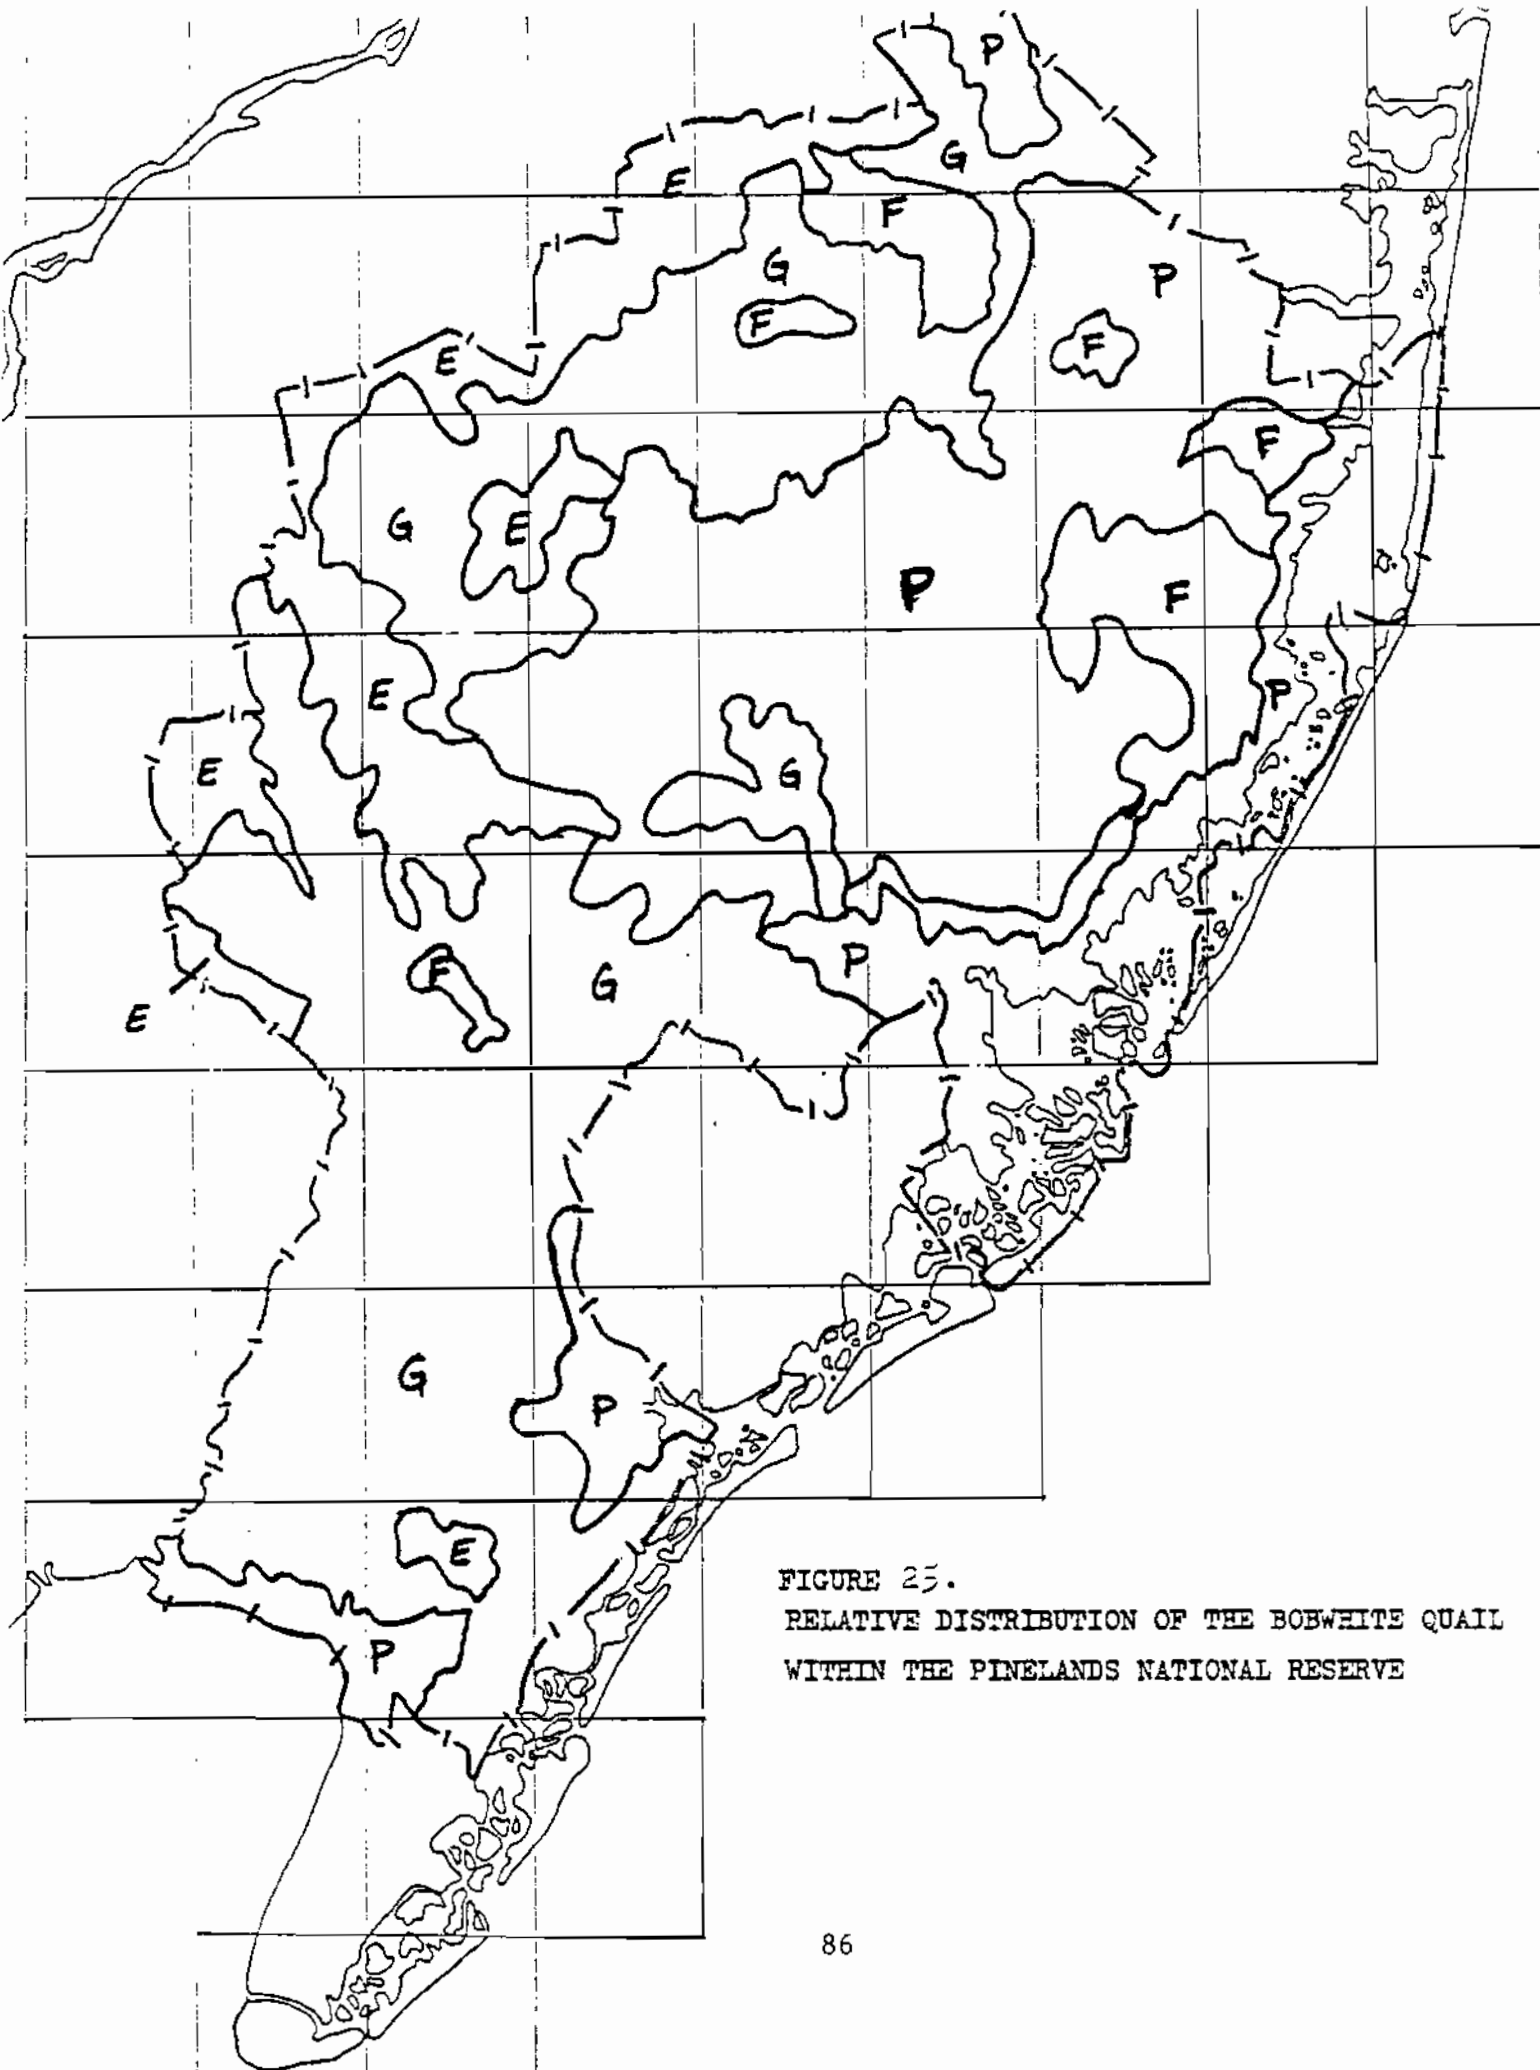 P
G
E
F
G
P
F
F
E
F
G
E
P
F
E
P
E
G
P
F
G
E
G
P
E
P
FIGURE 25.
RELATIVE DISTRIBUTION OF THE BOBWHITE QUAIL
WITHIN THE PINELANDS NATIONAL RESERVE
86